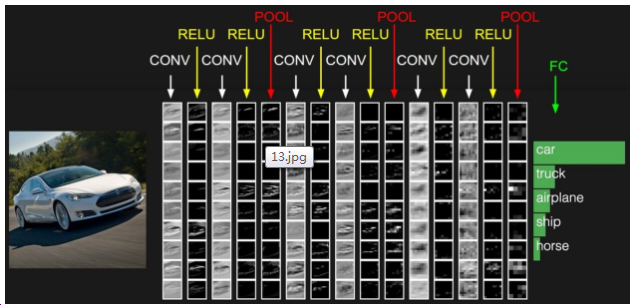 POOL POOL POOL
RELU RELU RELU RELU RELU RELU
CONV CONV CONV CONV CONV CONV
FC
13.jpg
car
truck
airplane
ship
horse